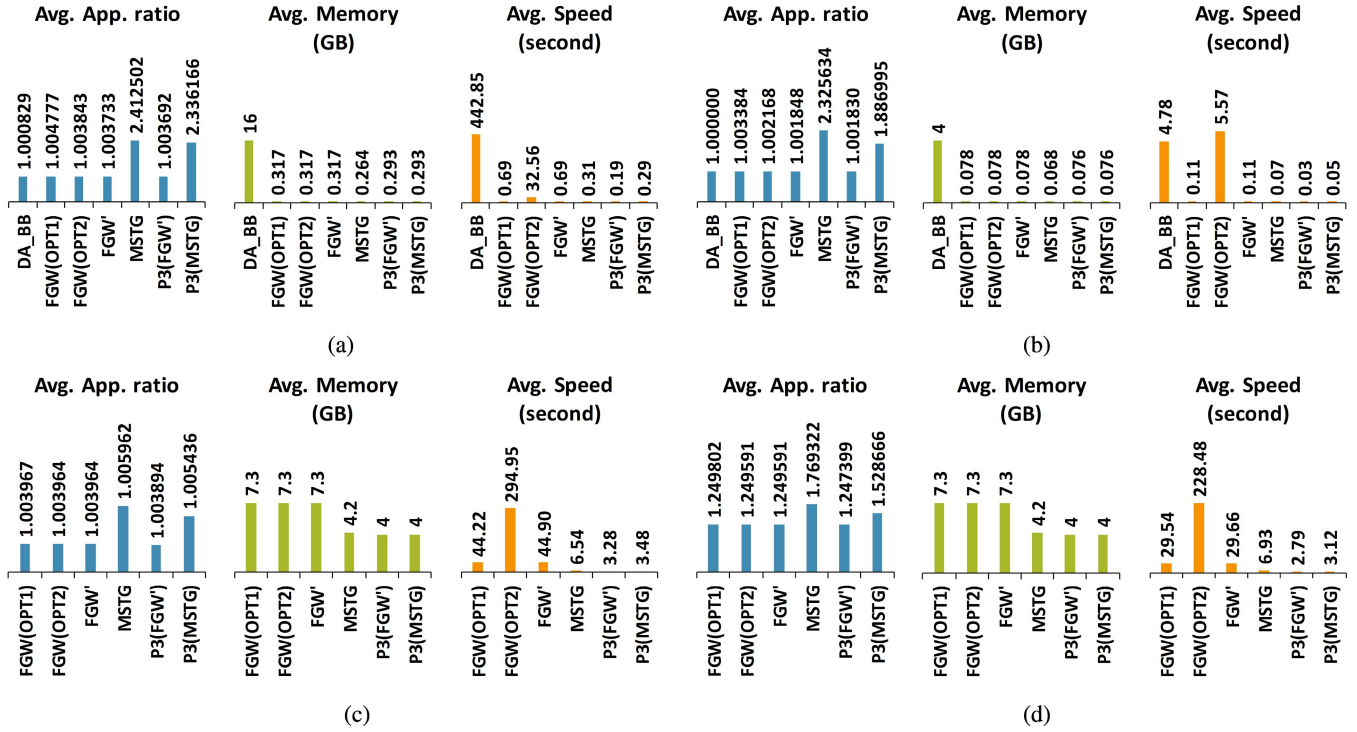 Avg. App. ratio
1.000829
1.004777
1.003843
1.003733
2.412502
1.003692
2.336166
DA_BB
FGW(OPT1)
FGW(OPT2)
FGW'
MSTG
P3(FGW')
P3(MSTG)
Avg. Memory
(GB)
16
0.317
0.317
0.317
0.264
0.293
0.293
DA_BB
FGW(OPT1)
FGW(OPT2)
FGW'
MSTG
P3(FGW')
P3(MSTG)
Avg. Speed
(second)
442.85
0.69
32.56
0.69
0.31
0.19
0.29
DA_BB
FGW(OPT1)
FGW(OPT2)
FGW'
MSTG
P3(FGW')
P3(MSTG)
(a)
Avg. App. ratio
1.000000
1.003384
1.002168
1.001848
2.325634
1.001830
1.886995
DA_BB
FGW(OPT1)
FGW(OPT2)
FGW'
MSTG
P3(FGW')
P3(MSTG)
Avg. Memory
(GB)
4
0.078
0.078
0.078
0.068
0.076
0.076
DA_BB
FGW(OPT1)
FGW(OPT2)
FGW'
MSTG
P3(FGW')
P3(MSTG)
Avg. Speed
(second)
4.78
0.11
5.57
0.11
0.07
0.03
0.05
DA_BB
FGW(OPT1)
FGW(OPT2)
FGW'
MSTG
P3(FGW')
P3(MSTG)
(b)
Avg. App. ratio
1.003967
1.003964
1.003964
1.005962
1.003894
1.005436
FGW(OPT1)
FGW(OPT2)
FGW'
MSTG
P3(FGW')
P3(MSTG)
Avg. Memory
(GB)
7.3
7.3
7.3
4.2
4
4
FGW(OPT1)
FGW(OPT2)
FGW'
MSTG
P3(FGW')
P3(MSTG)
Avg. Speed
(second)
44.22
294.95
44.90
6.54
3.28
3.48
FGW(OPT1)
FGW(OPT2)
FGW'
MSTG
P3(FGW')
P3(MSTG)
(c)
Avg. App. ratio
1.249802
1.249591
1.249591
1.769322
1.247399
1.528666
FGW(OPT1)
FGW(OPT2)
FGW'
MSTG
P3(FGW')
P3(MSTG)
Avg. Memory
(GB)
7.3
7.3
7.3
4.2
4
4
FGW(OPT1)
FGW(OPT2)
FGW'
MSTG
P3(FGW')
P3(MSTG)
Avg. Speed
(second)
29.54
228.48
29.66
6.93
2.79
3.12
FGW(OPT1)
FGW(OPT2)
FGW'
MSTG
P3(FGW')
P3(MSTG)
(d)